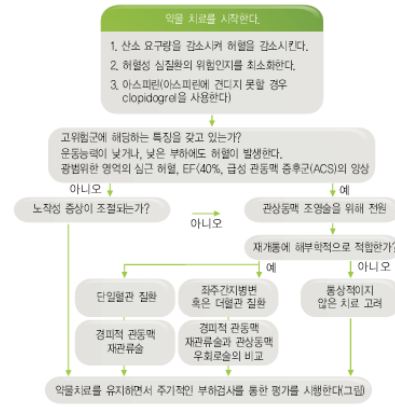 약물 치료를 시작한다.
1. 산소 요구량을 감소시켜 허혈을 감소시킨다.
2. 허혈성 심질환의 위험인지를 최소화한다.
3. 아스피린(아스피린에 견디지 못할 경우
clopidogrel을 사용한다)
고위험군에 해당하는 특징을 갖고 있는가?
운동능력이 낮거나, 낮은 부하에도 허혈이 발생한다.
광범위한 영역의 심근 허혈, EF<40%, 급성 관동맥 증후군(ACS)의 양상
아니오
예
노작성 증상이 조절되는가?
아니오
관상동맥 조영술을 위해 전원
재개통에 해부학적으로 적합한가?
예
아니오
단일혈관 질환
좌주간지병변
혹은 더혈관 질환
통상적이지
않은 치료 고려
경피적 관동맥
재관류술
경피적 관동맥
재관류술과 관상동맥
우회로술의 비교
약물치료를 유지하면서 주기적인 부하검사를 통한 평가를 시행한다(그림)